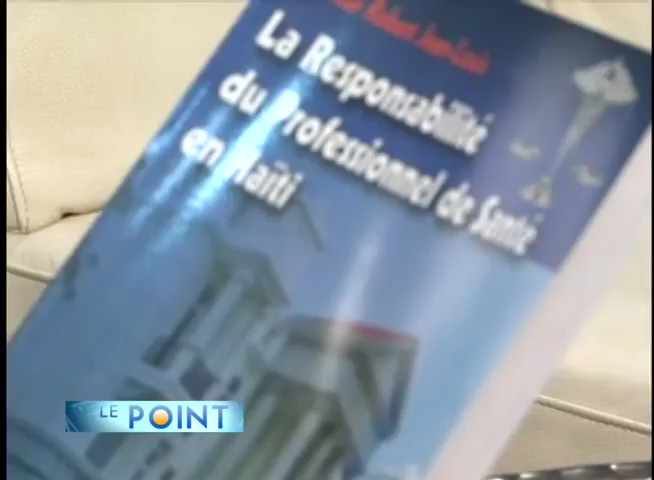 La Responsabilité
du Professionnel de Santé
en Haïti
LE POINT